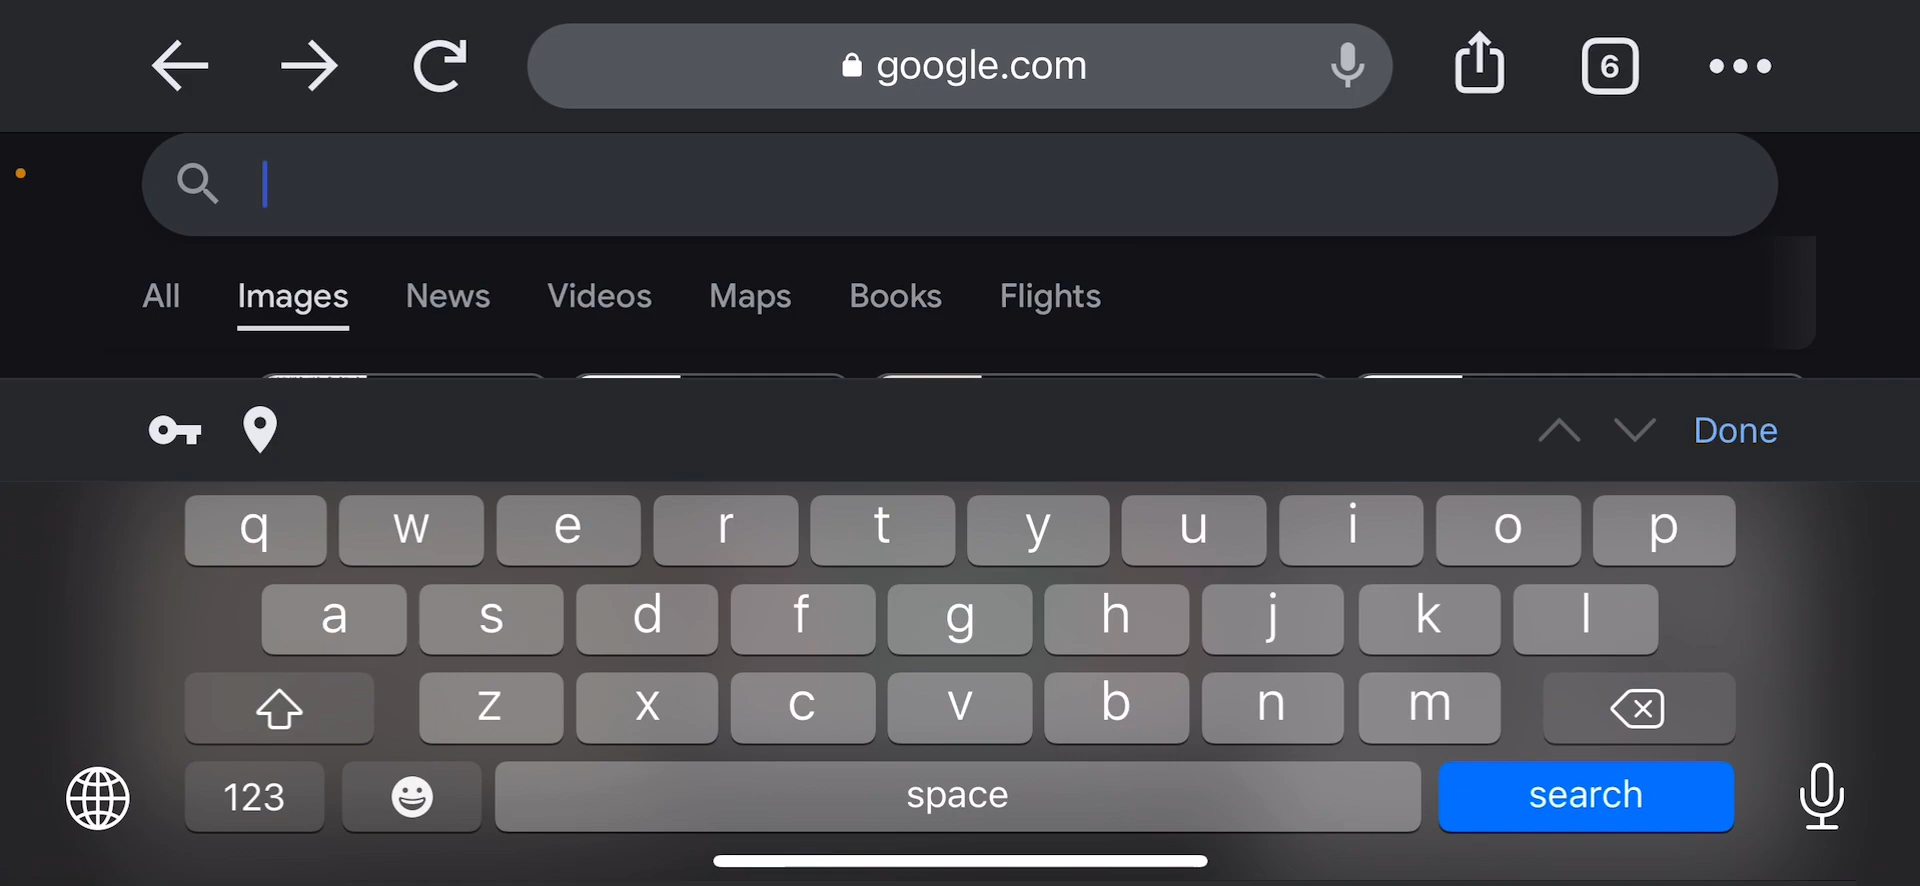 google.com 6
All Images News Videos Maps Books Flights
Done
q w e r t y u i o p
a s d f g h j k l
z x c v b n m
123 space search